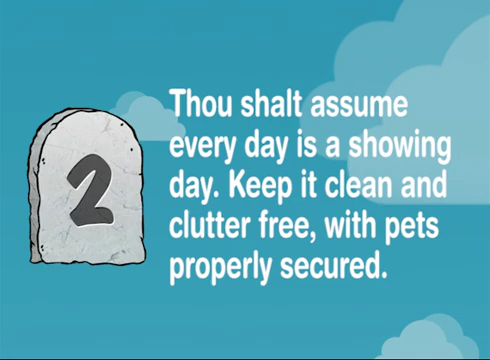 2
Thou shalt assume
every day is a showing
day. Keep it clean and
clutter free, with pets
properly secured.